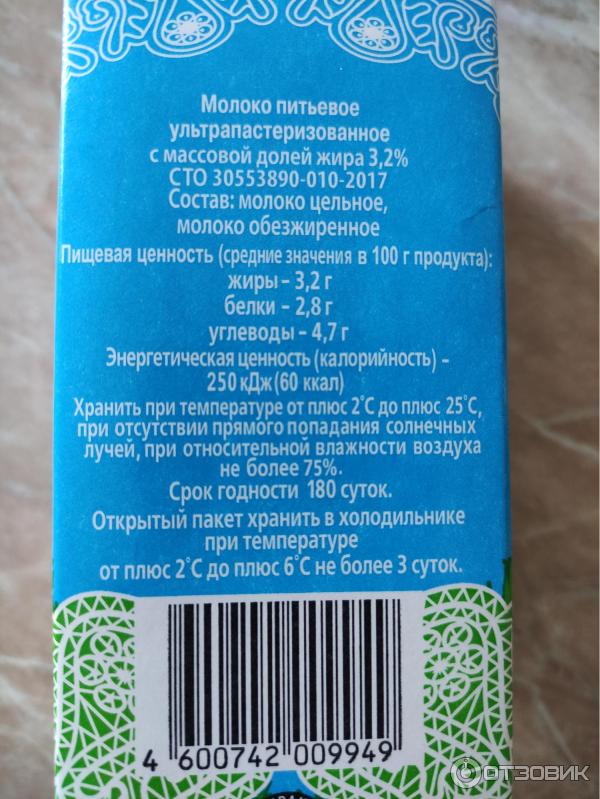 Молоко питьевое
ультрапастеризованное
с массовой долей жира 3,2%
СТО 30553890-010-2017
Состав: молоко цельное,
молоко обезжиренное
Пищевая ценность (средние значения в 100 г продукта):
жиры – 3,2 г
белки – 2,8 г
углеводы – 4,7 г
Энергетическая ценность (калорийность) –
250 кДж (60 ккал)
Хранить при температуре от плюс 2°С до плюс 25°С,
при отсутствии прямого попадания солнечных
лучей, при относительной влажности воздуха
не более 75%.
Срок годности 180 суток.
Открытый пакет хранить в холодильнике
при температуре
от плюс 2°С до плюс 6°С не более 3 суток.
4 600742 009949
ОТЗОВИК